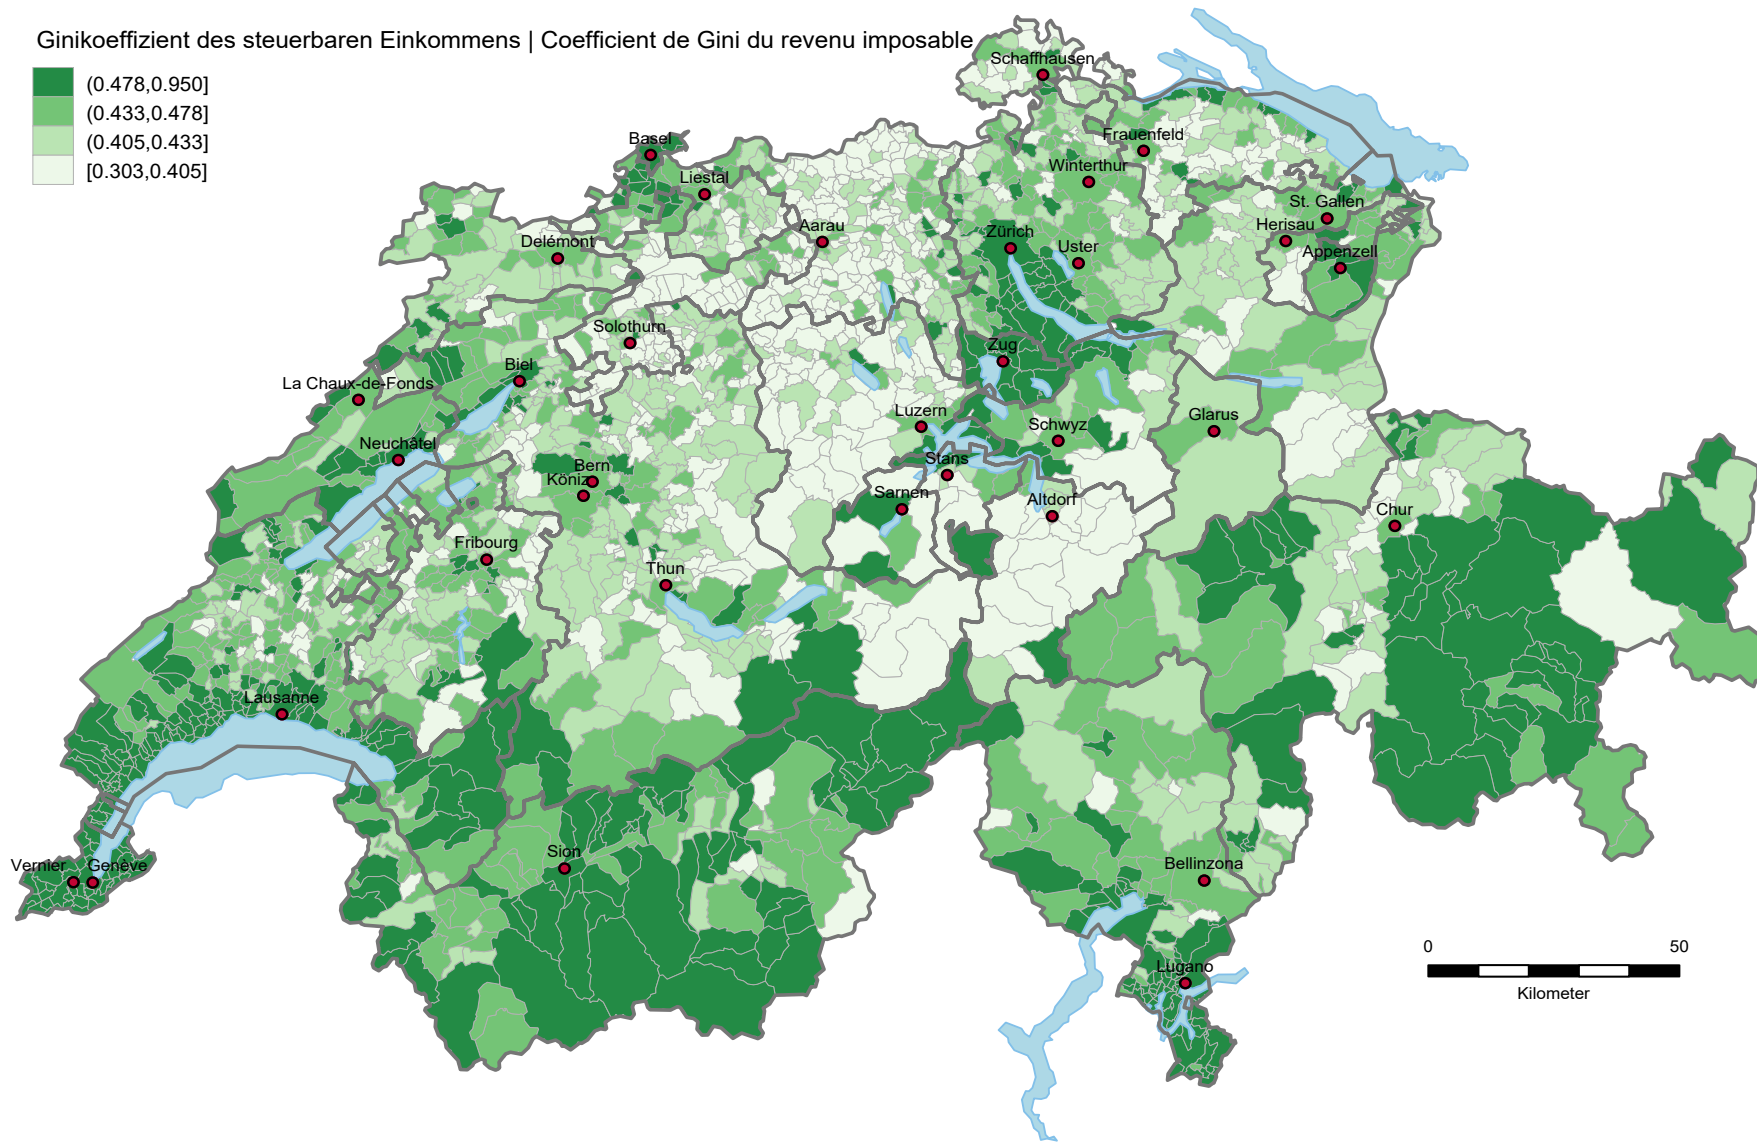 Ginikoeffizient des steuerbaren Einkommens | Coefficient de Gini du revenu imposable
(0.478,0.950]
(0.433,0.478]
(0.405,0.433]
[0.303,0.405]
Schaffhausen
Basel
Frauenfeld
Winterthur
Liestal
St. Gallen
Aarau
Herisau
Zürich
Delémont
Uster
Appenzell
Solothurn
Zug
Biel
La Chaux-de-Fonds
Luzern
Glarus
Schwyz
Neuchâtel
Stans
Bern
Köniz
Sarnen
Altdorf
Chur
Fribourg
Thun
Lausanne
Sion
Vernier
Genève
Bellinzona
Lugano
0
50
Kilometer